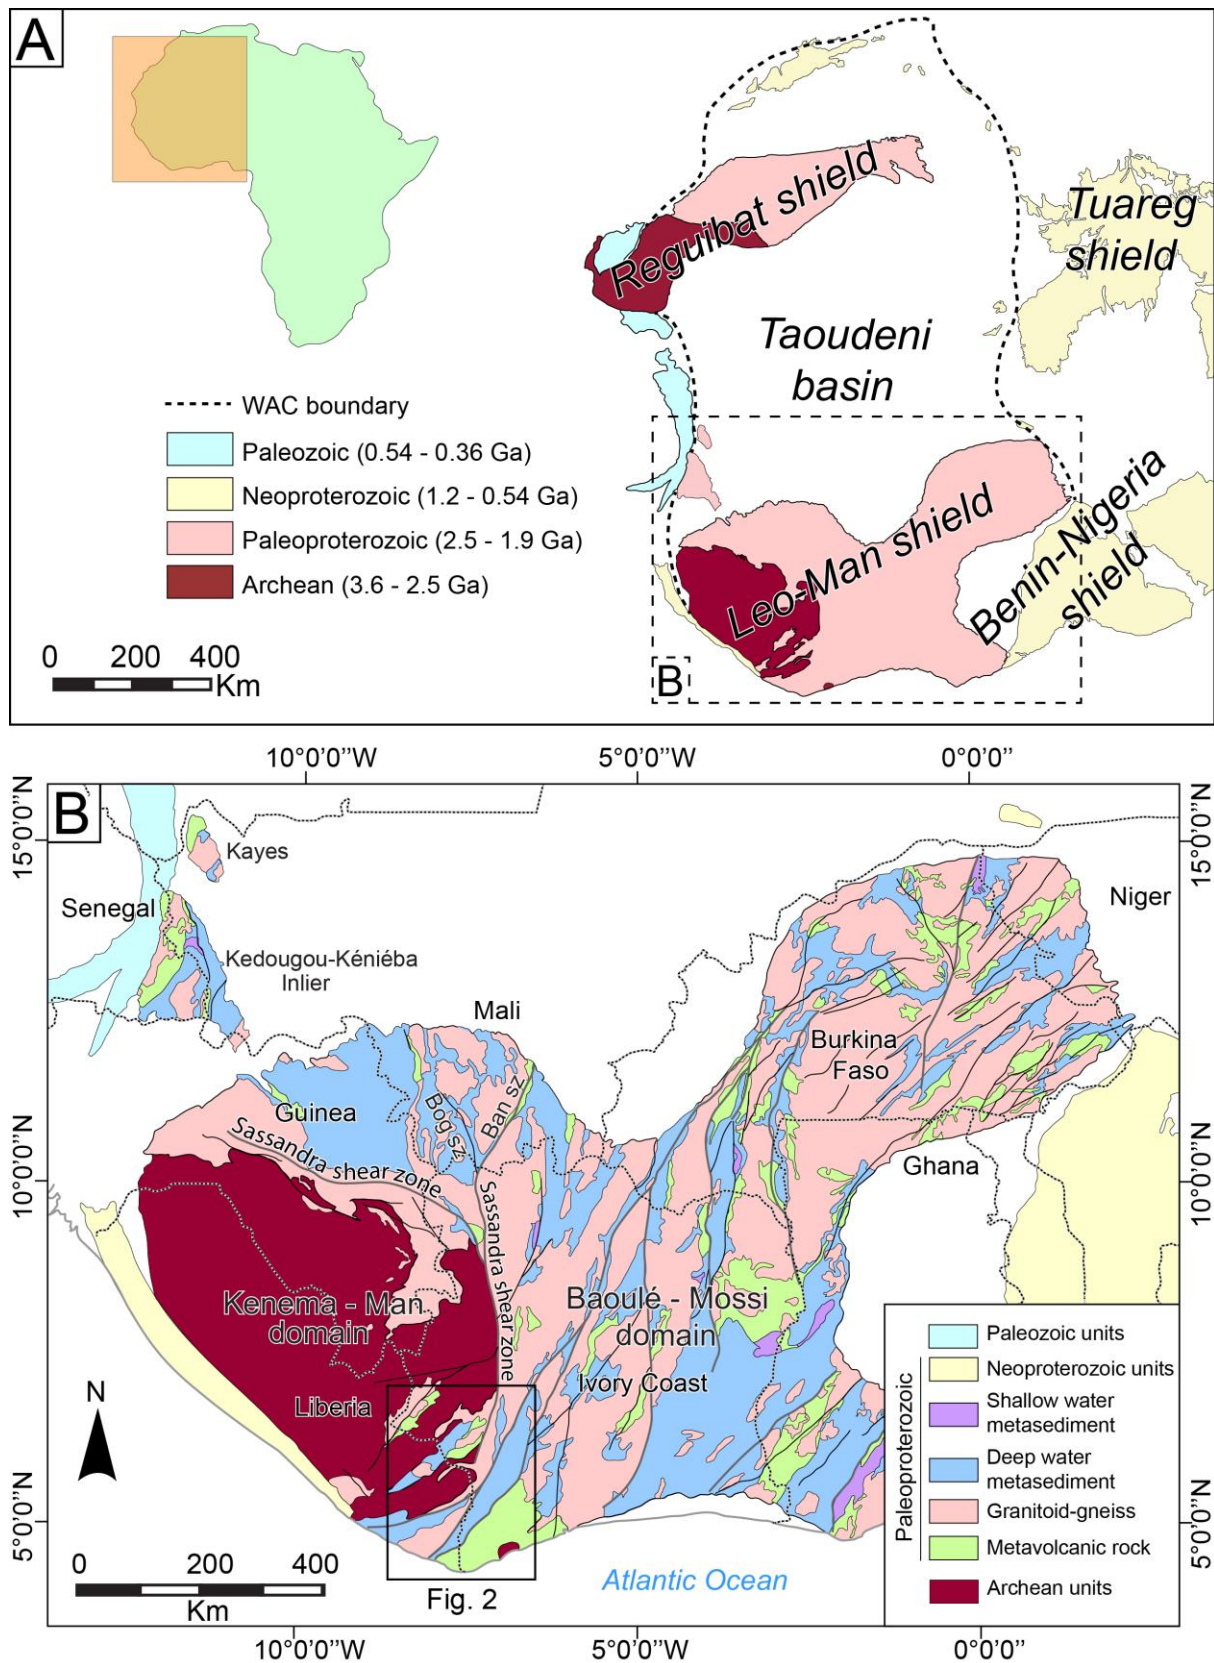 A
Reguibat shield
Tuareg
shield
Taoudeni
basin
WAC boundary
Paleozoic (0.54 - 0.36 Ga)
Neoproterozoic (1.2 - 0.54 Ga)
Paleoproterozoic (2.5 - 1.9 Ga)
Archean (3.6 - 2.5 Ga)
0 200 400
Km
Leo-Man shield
Benin-Nigeria
shield
B
10°0'0''W 5°0'0''W 0°0'0''
B
15°0'0''N
15°0'0''N
Kayes
Senegal
Niger
Kedougou-Kéniéba
Inlier
Mali
Burkina
Faso
Guinea
Bog sz
Ban sz
Sassandra shear zone
Ghana
10°0'0''N
10°0'0''N
Sassandra shear zone
Kenema - Man
domain
Baoulé - Mossi
domain
Ivory Coast
Liberia
N
Paleozoic units
Neoproterozoic units
Shallow water
metasediment
Deep water
metasediment
Granitoid-gneiss
Metavolcanic rock
Archean units
Paleoproterozoic
5°0'0''N
5°0'0''N
0 200 400
Km
Fig. 2
Atlantic Ocean
10°0'0''W 5°0'0''W 0°0'0''